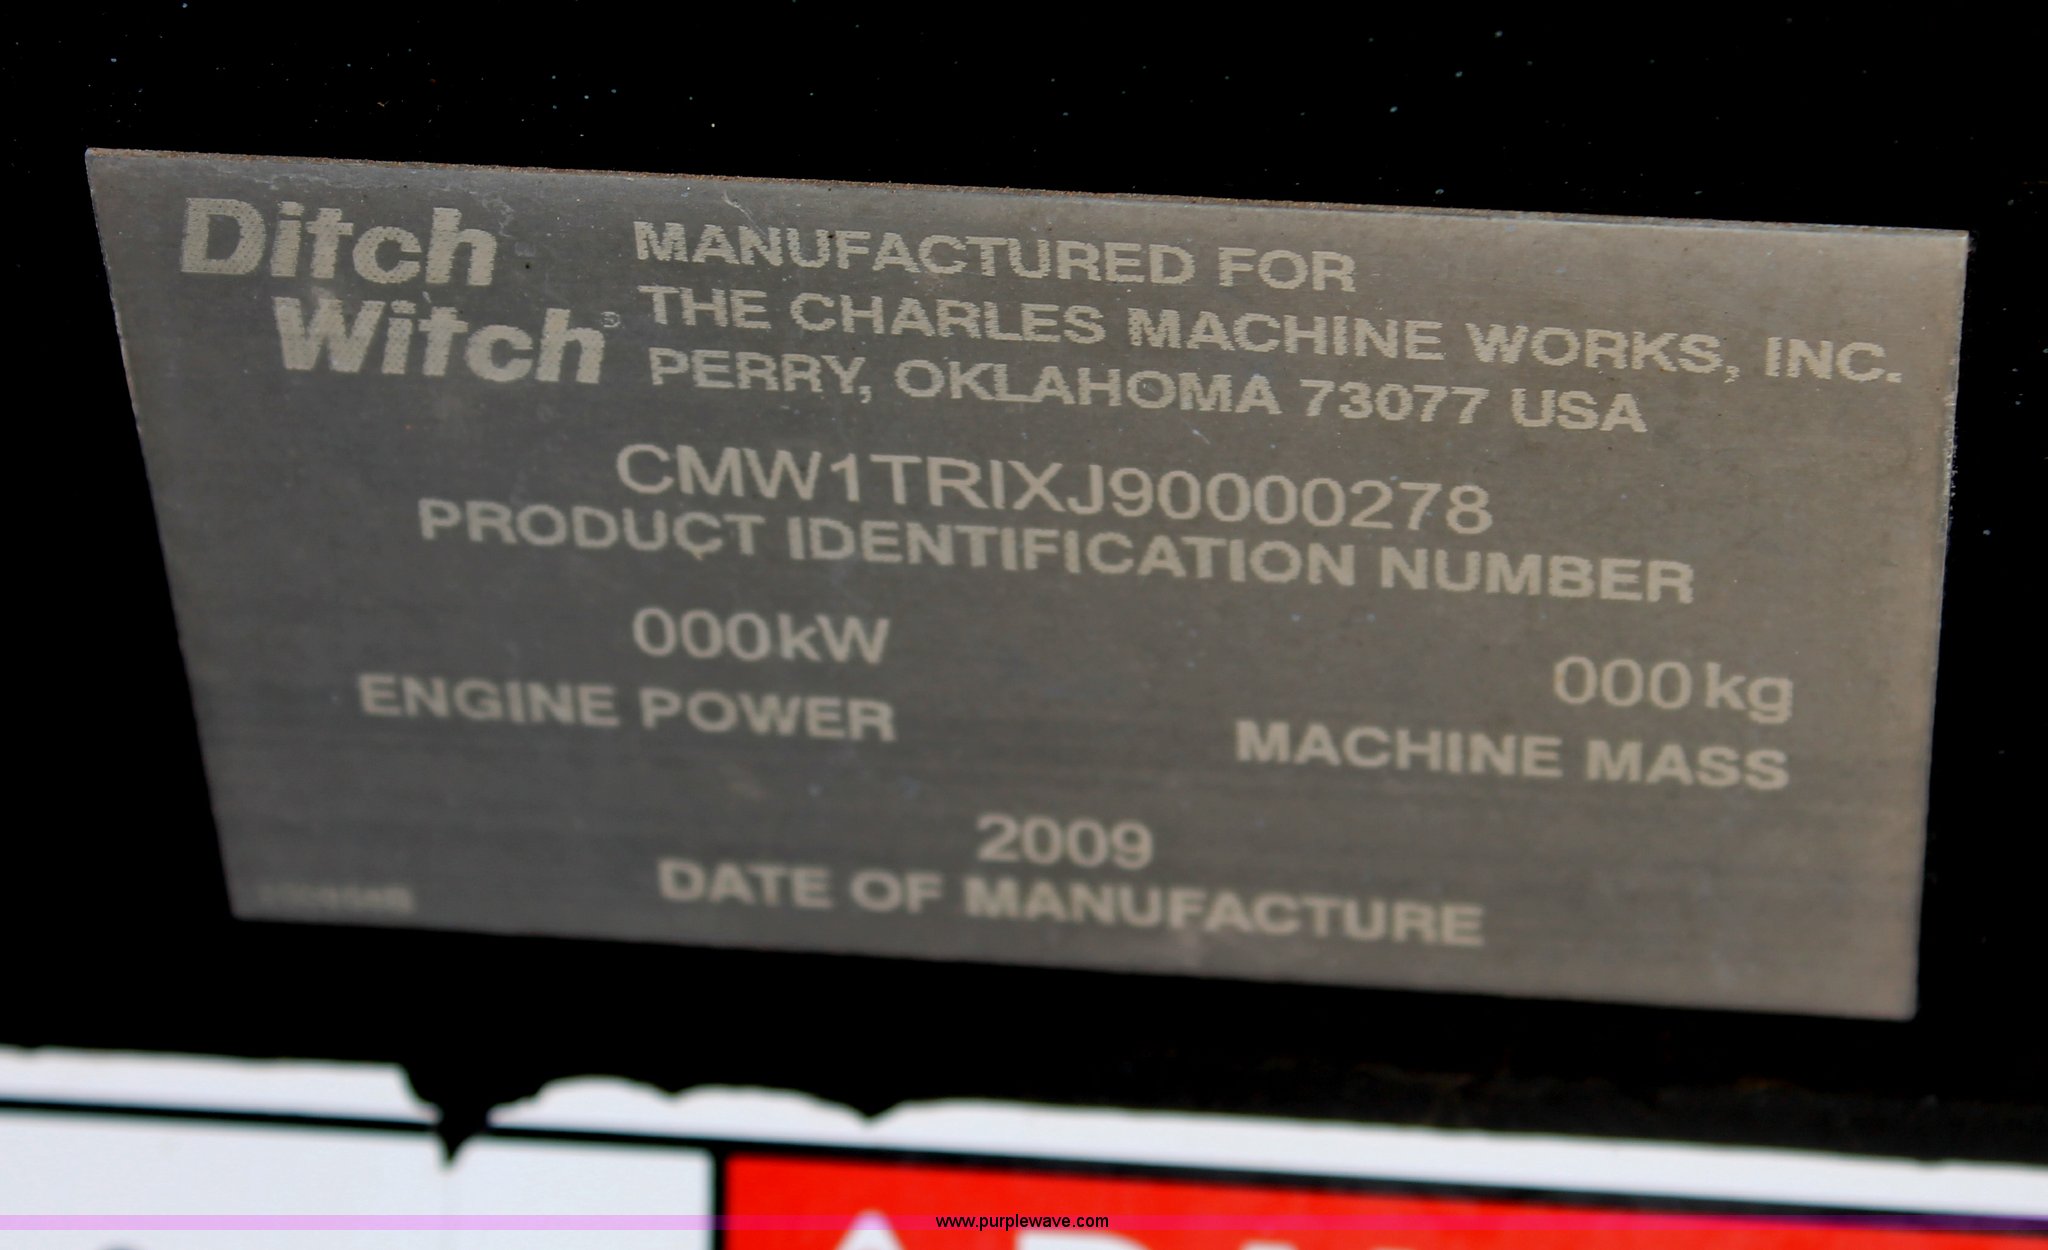 Ditch
Witch®
MANUFACTURED FOR
THE CHARLES MACHINE WORKS, INC.
PERRY, OKLAHOMA 73077 USA
CMW1TRIXJ90000278
PRODUCT IDENTIFICATION NUMBER
000kW
ENGINE POWER
000kg
MACHINE MASS
2009
DATE OF MANUFACTURE
www.purplewave.com